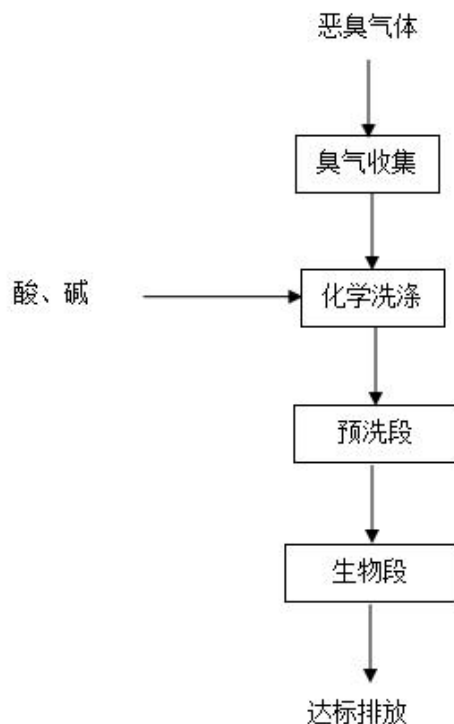 恶臭气体
臭气收集
酸、碱
化学洗涤
预洗段
生物段
达标排放